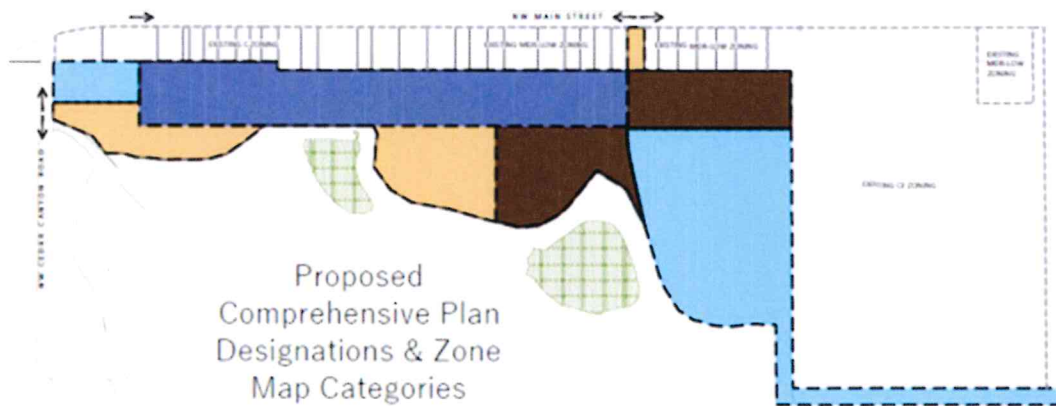 NW MAIN STREET
EXISTING C ZONING
EXISTING MDR-LOW ZONING
EXISTING MDR-LOW ZONING
EXISTING
MDR-LOW
ZONING
NW CEDAR CANYON ROAD
EXISTING CF ZONING
Proposed
Comprehensive Plan
Designations & Zone
Map Categories